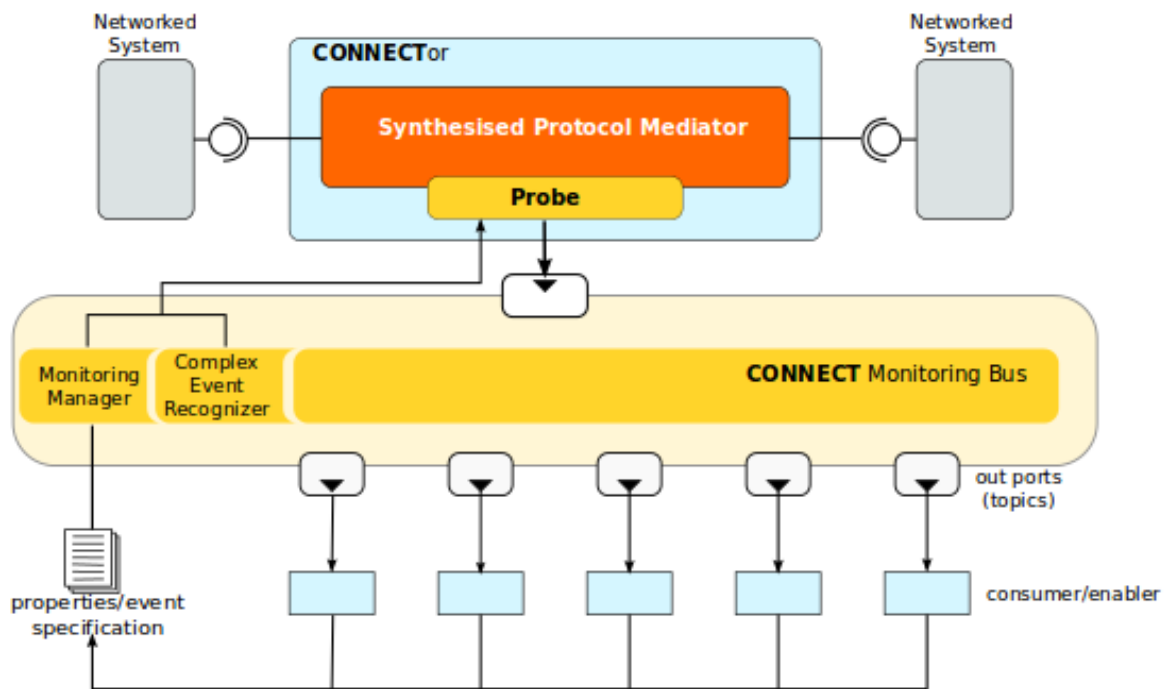 Networked
System
Networked
System
CONNECTor
Synthesised Protocol Mediator
Probe
Monitoring
Manager
Complex
Event
Recognizer
CONNECT Monitoring Bus
out ports
(topics)
properties/event
specification
consumer/enabler